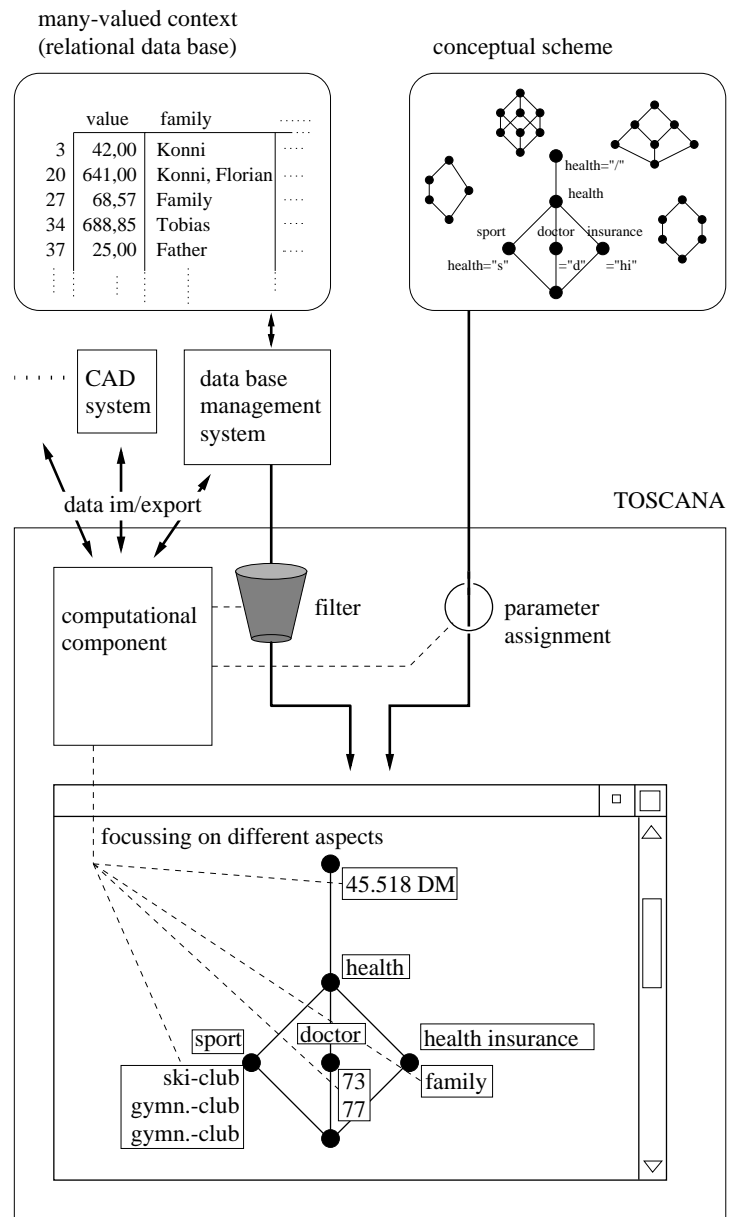 many-valued context
(relational data base)
conceptual scheme
value family
3 42,00 Konni
20 641,00 Konni, Florian
27 68,57 Family
34 688,85 Tobias
37 25,00 Father
health="/"
health
sport doctor insurance
health="s" ="d" ="hi"
CAD
system
data base
management
system
data im/export
TOSCANA
computational
component
filter
parameter
assignment
focussing on different aspects
45.518 DM
health
sport
doctor
health insurance
ski-club
gymn.-club
gymn.-club
73
77
family